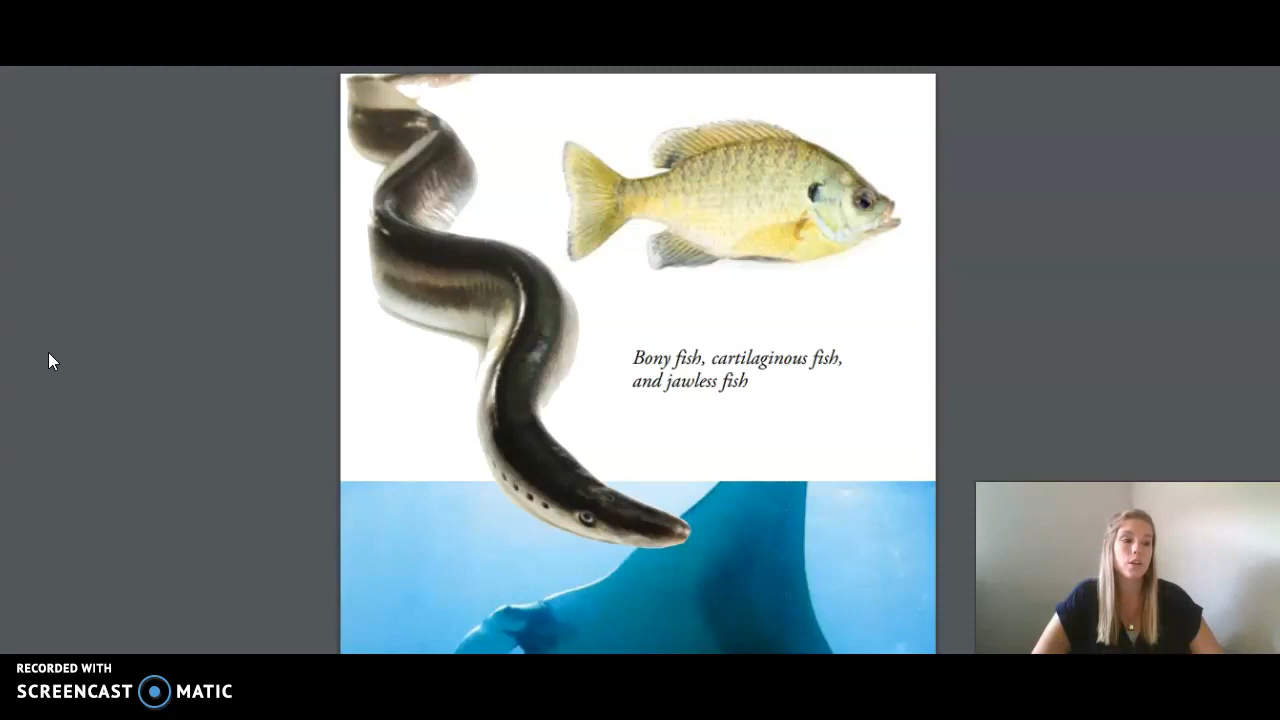 Bony fish, cartilaginous fish,
and jawless fish
RECORDED WITH
SCREENCAST MATIC